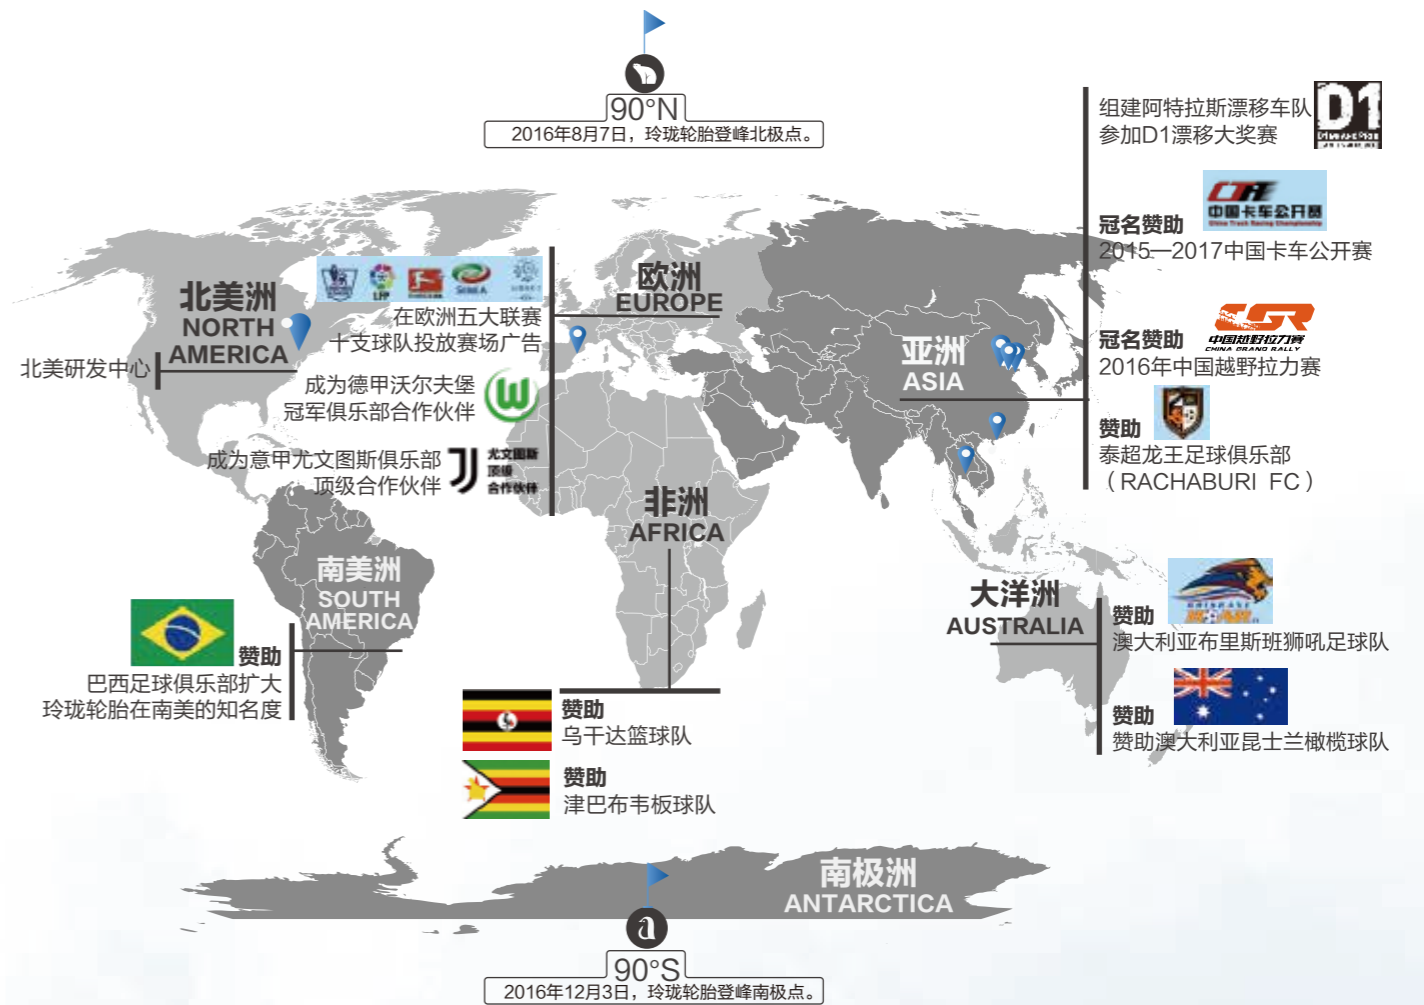 90°N
2016年8月7日，玲珑轮胎登峰北极点。
组建阿特拉斯漂移车队
参加D1漂移大奖赛
D1
中国卡车公开赛
China Truck Racing Championship
冠名赞助
2015—2017中国卡车公开赛
中国越野拉力赛
CHINA GRAND RALLY
冠名赞助
2016年中国越野拉力赛
赞助
泰超龙王足球俱乐部
（RACHABURI FC）
北美洲
NORTH
AMERICA
北美研发中心
欧洲
EUROPE
LFP
在欧洲五大联赛
十支球队投放赛场广告
成为德甲沃尔夫堡
冠军俱乐部合作伙伴
成为意甲尤文图斯俱乐部
顶级合作伙伴
尤文图斯
顶级
合作伙伴
亚洲
ASIA
非洲
AFRICA
赞助
乌干达篮球队
赞助
津巴布韦板球队
南美洲
SOUTH
AMERICA
赞助
巴西足球俱乐部扩大
玲珑轮胎在南美的知名度
大洋洲
AUSTRALIA
赞助
澳大利亚布里斯班狮吼足球队
赞助
赞助澳大利亚昆士兰橄榄球队
南极洲
ANTARCTICA
a
90°S
2016年12月3日，玲珑轮胎登峰南极点。